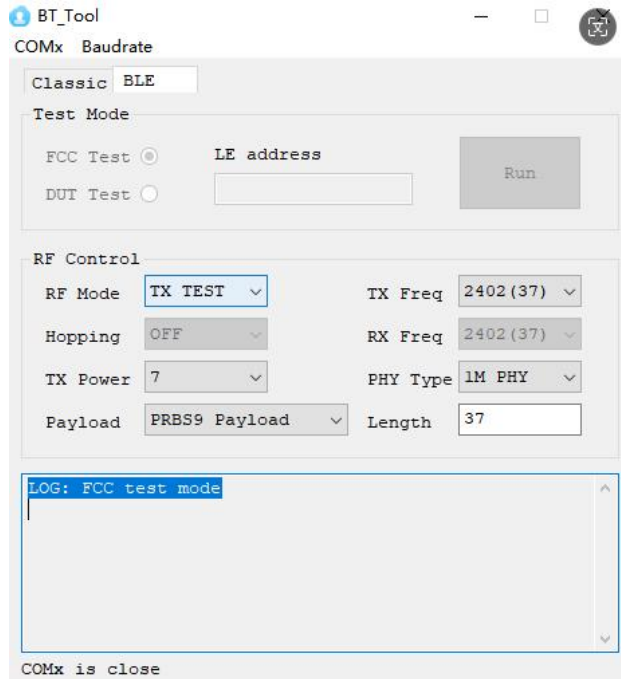 BT_Tool
COMx Baudrate
Classic BLE
Test Mode
FCC Test LE address
Run
DUT Test
RF Control
RF Mode TX TEST TX Freq 2402(37)
Hopping OFF RX Freq 2402(37)
TX Power 7 PHY Type 1M PHY
Payload PRBS9 Payload Length 37
LOG: FCC test mode
COMx is close